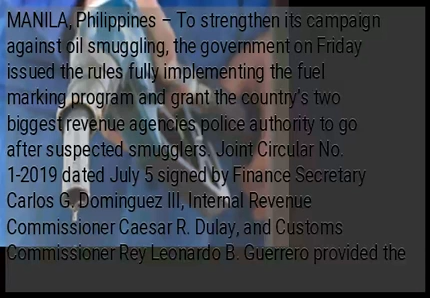 MANILA, Philippines – To strengthen its campaign
against oil smuggling, the government on Friday
issued the rules fully implementing the fuel
marking program and grant the country's two
biggest revenue agencies police authority to go
after suspected smugglers. Joint Circular No.
1-2019 dated July 5 signed by Finance Secretary
Carlos G. Dominguez III, Internal Revenue
Commissioner Caesar R. Dulay, and Customs
Commissioner Rey Leonardo B. Guerrero provided the